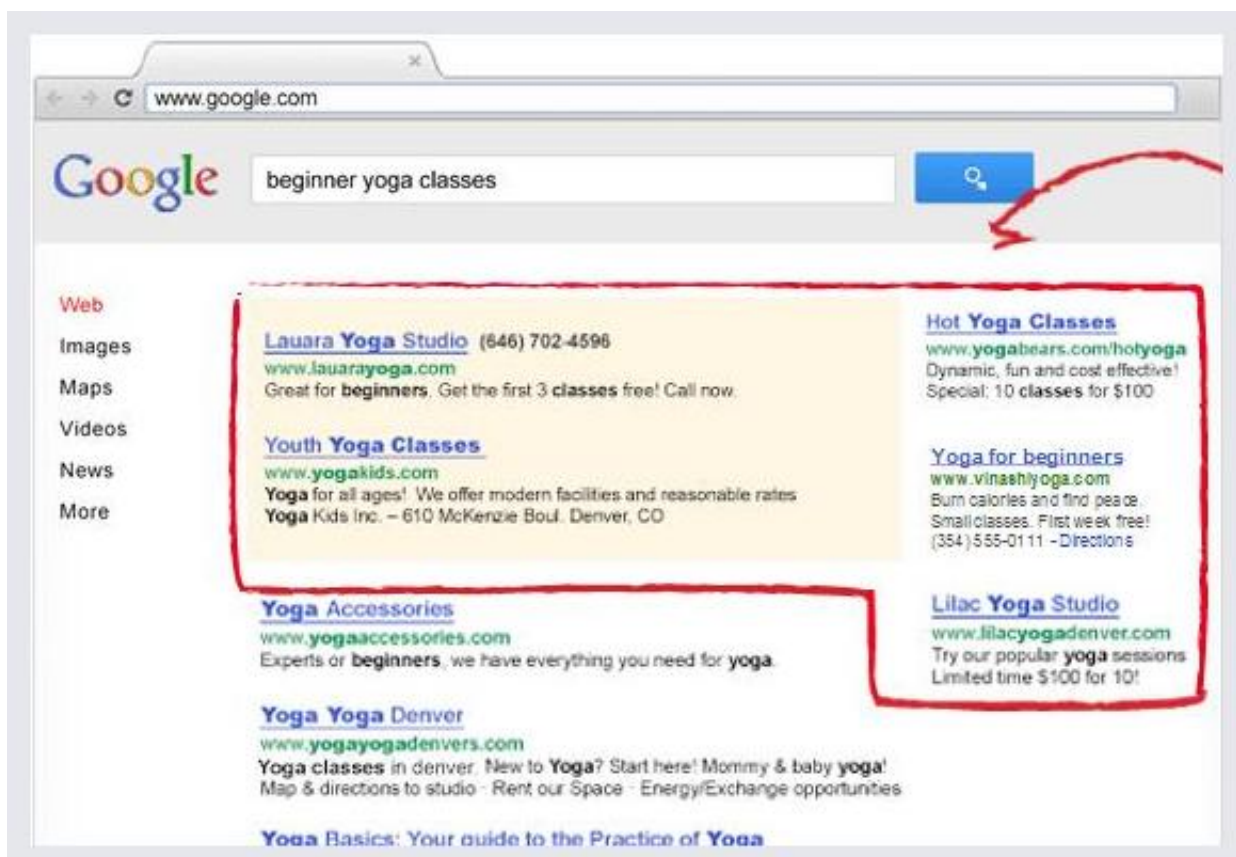 www.google.com
Google
beginner yoga classes
Web
Images
Maps
Videos
News
More
Lauara Yoga Studio (646) 702-4596
www.lauarayoga.com
Great for beginners. Get the first 3 classes free! Call now.
Youth Yoga Classes
www.yogakids.com
Yoga for all ages! We offer modern facilities and reasonable rates
Yoga Kids Inc. – 610 McKenzie Boul. Denver, CO
Yoga Accessories
www.yogaaccessories.com
Experts or beginners, we have everything you need for yoga.
Yoga Yoga Denver
www.yogayogadenvers.com
Yoga classes in denver. New to Yoga? Start here! Mommy & baby yoga!
Map & directions to studio · Rent our Space · Energy/Exchange opportunities
Yoga Basics: Your guide to the Practice of Yoga
Hot Yoga Classes
www.yogabears.com/hotyoga
Dynamic, fun and cost effective!
Special: 10 classes for $100
Yoga for beginners
www.vinashiyoga.com
Burn calories and find peace.
Small classes. First week free!
(354) 555-0111 - Directions
Lilac Yoga Studio
www.lilacyogadenver.com
Try our popular yoga sessions
Limited time $100 for 10!